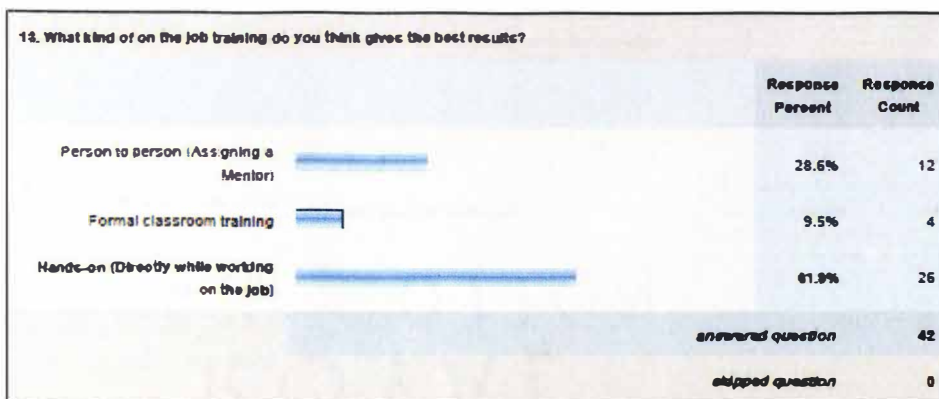 13. What kind of on the job training do you think gives the best results?
Response Percent
Response Count
Person to person (Assigning a Mentor)
28.6%
12
Formal classroom training
9.5%
4
Hands-on (Directly while working on the job)
61.9%
26
answered question
42
skipped question
0